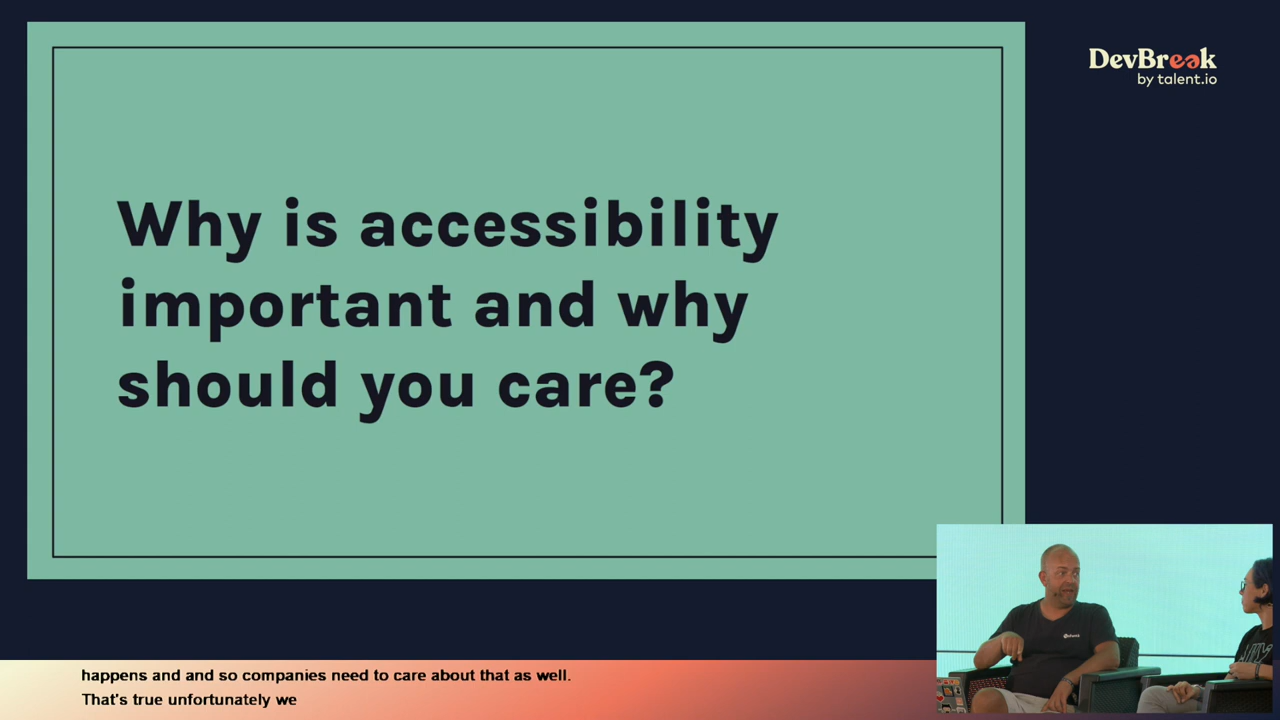 DevBreak
by talent.io
Why is accessibility
important and why
should you care?
happens and and so companies need to care about that as well.
That's true unfortunately we